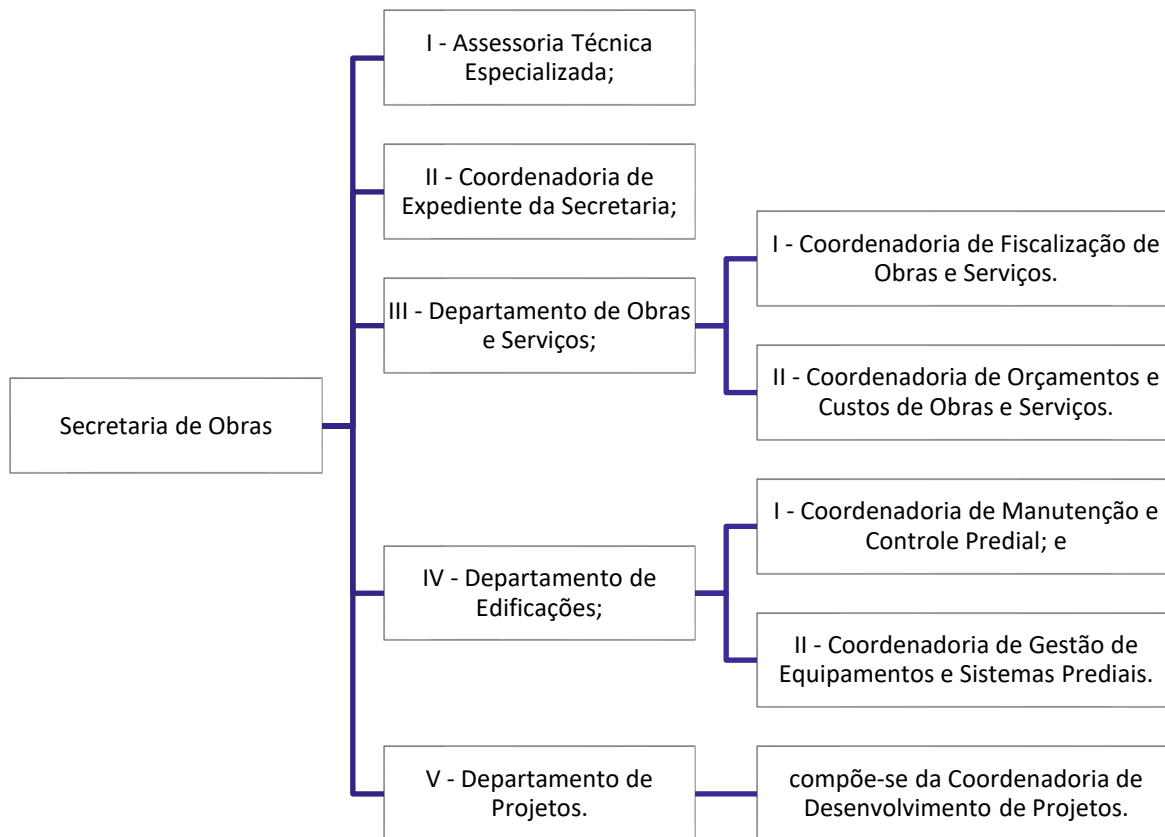 I - Assessoria Técnica
Especializada;
II - Coordenadoria de
Expediente da Secretaria;
I - Coordenadoria de Fiscalização de
Obras e Serviços.
III - Departamento de Obras
e Serviços;
II - Coordenadoria de Orçamentos e
Custos de Obras e Serviços.
Secretaria de Obras
I - Coordenadoria de Manutenção e
Controle Predial; e
IV - Departamento de
Edificações;
II - Coordenadoria de Gestão de
Equipamentos e Sistemas Prediais.
V - Departamento de
Projetos.
compõe-se da Coordenadoria de
Desenvolvimento de Projetos.